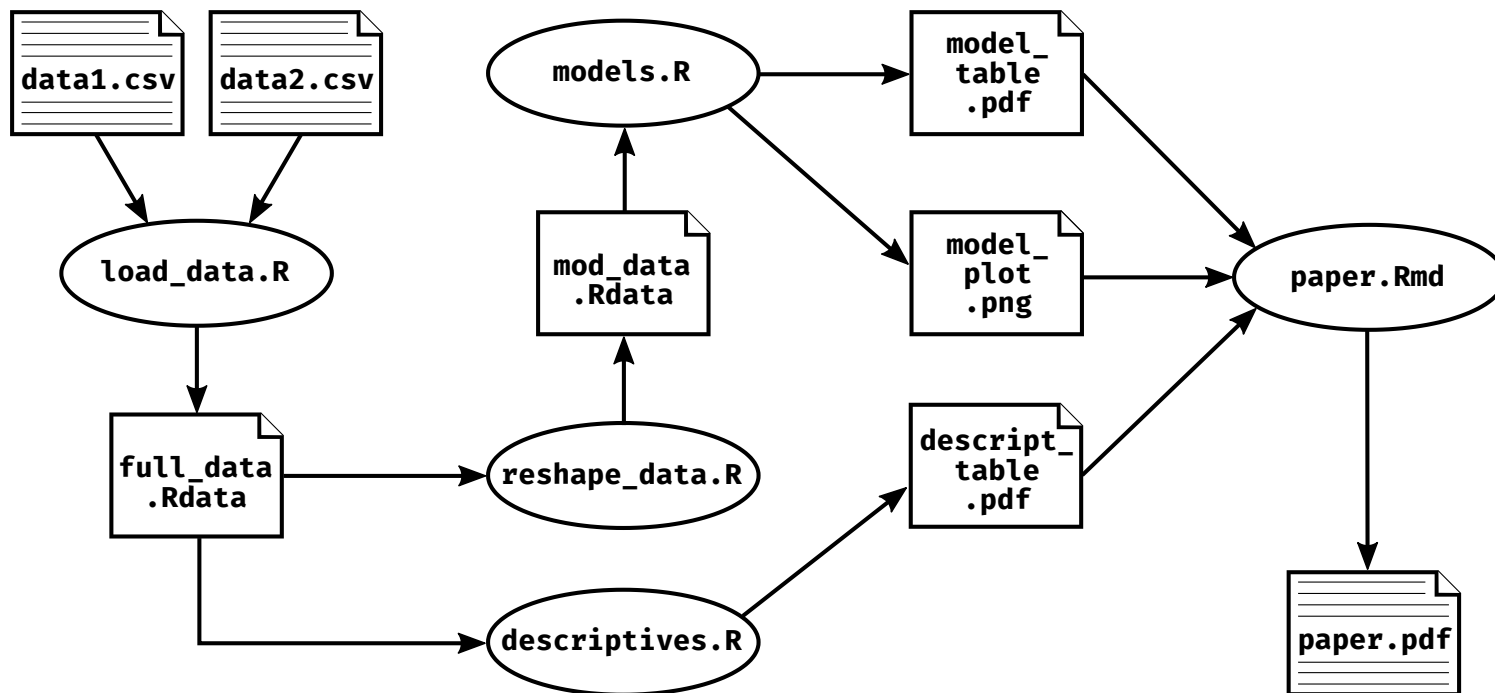 data1.csv
data2.csv
load_data.R
full_data
.Rdata
reshape_data.R
descriptives.R
mod_data
.Rdata
models.R
model_
table
.pdf
model_
plot
.png
descript_
table
.pdf
paper.Rmd
paper.pdf